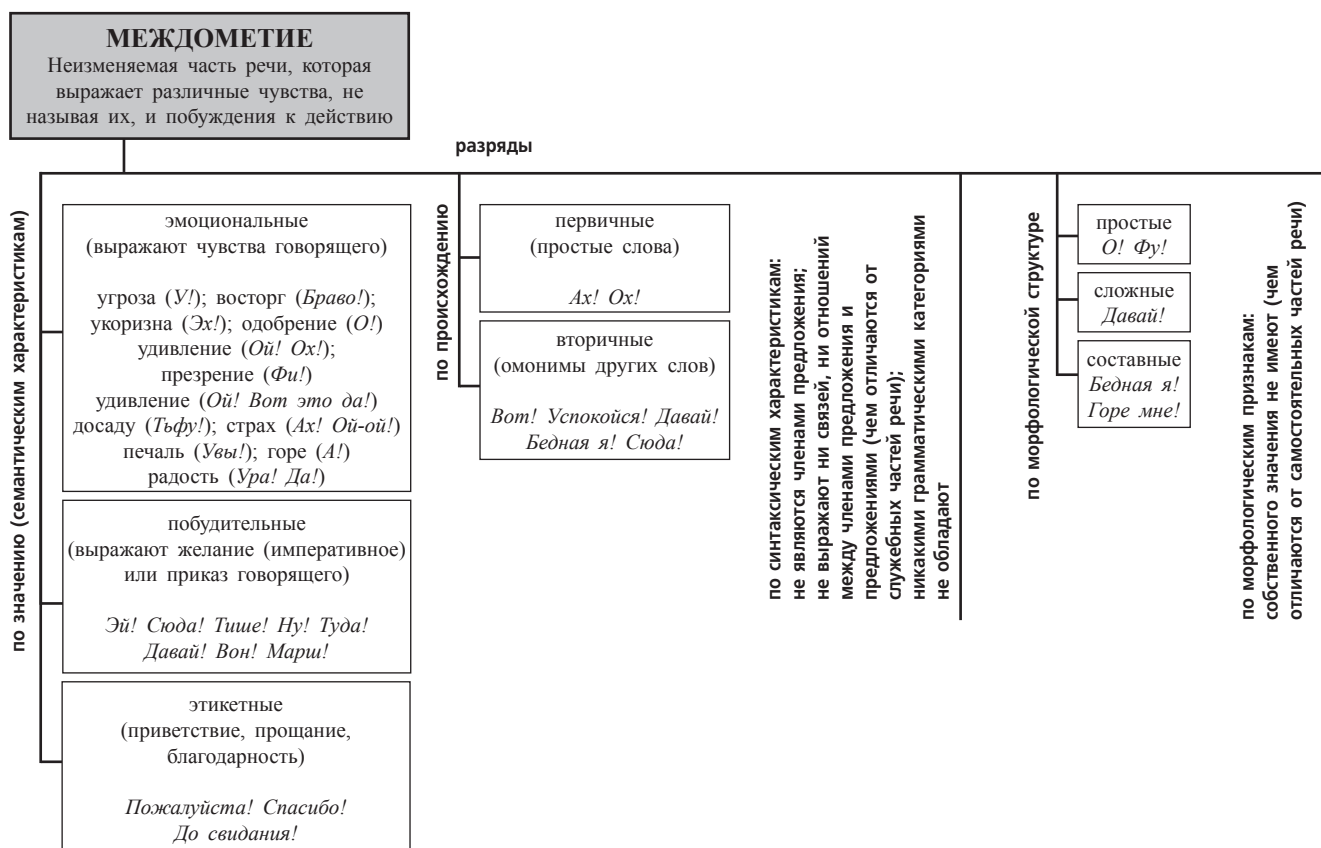 МЕЖДОМЕТИЕ
Неизменяемая часть речи, которая
выражает различные чувства, не
называя их, и побуждения к действию
разряды
по значению (семантическим характеристикам)
эмоциональные
(выражают чувства говорящего)
угроза (У!); восторг (Браво!);
укоризна (Эх!); одобрение (О!)
удивление (Ой! Ох!);
презрение (Фи!)
удивление (Ой! Вот это да!)
досаду (Тьфу!); страх (Ах! Ой-ой!)
печаль (Увы!); горе (А!)
радость (Ура! Да!)
побудительные
(выражают желание (императивное)
или приказ говорящего)
Эй! Сюда! Тише! Ну! Туда!
Давай! Вон! Марш!
этикетные
(приветствие, прощание,
благодарность)
Пожалуйста! Спасибо!
До свидания!
по происхождению
первичные
(простые слова)
Ах! Ох!
вторичные
(омонимы других слов)
Вот! Успокойся! Давай!
Бедная я! Сюда!
по синтаксическим характеристикам:
не являются членами предложения;
не выражают ни связей, ни отношений
между членами предложения и
предложениями (чем отличаются от
служебных частей речи);
никакими грамматическими категориями
не обладают
по морфологической структуре
простые
О! Фу!
сложные
Давай!
составные
Бедная я!
Горе мне!
по морфологическим признакам:
собственного значения не имеют (чем
отличаются от самостоятельных частей речи)